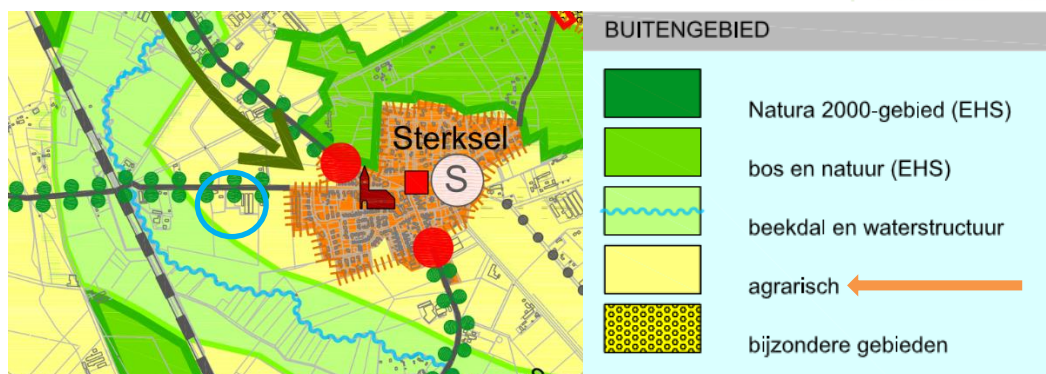 Sterksel
S
BUITENGEBIED
Natura 2000-gebied (EHS)
bos en natuur (EHS)
beekdal en waterstructuur
agrarisch
bijzondere gebieden